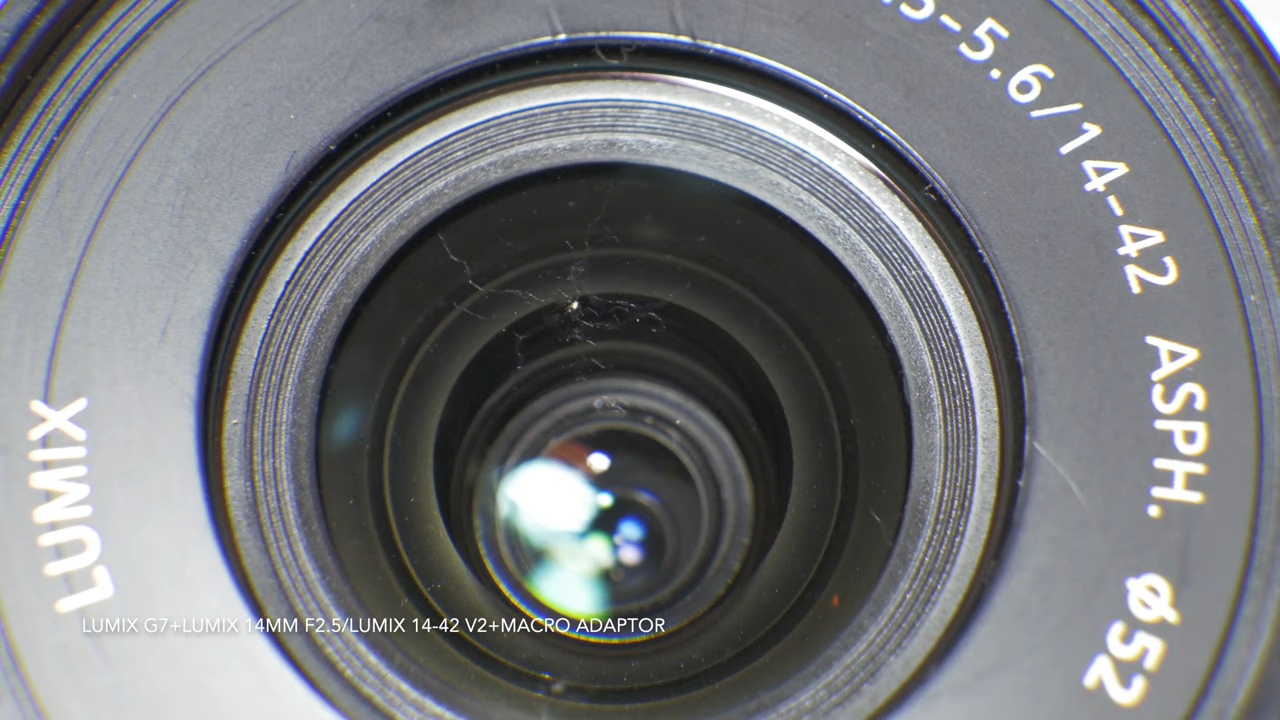 .5-5.6/14-42 ASPH. ø52
LUMIX
LUMIX G7+LUMIX 14MM F2.5/LUMIX 14-42 V2+MACRO ADAPTOR